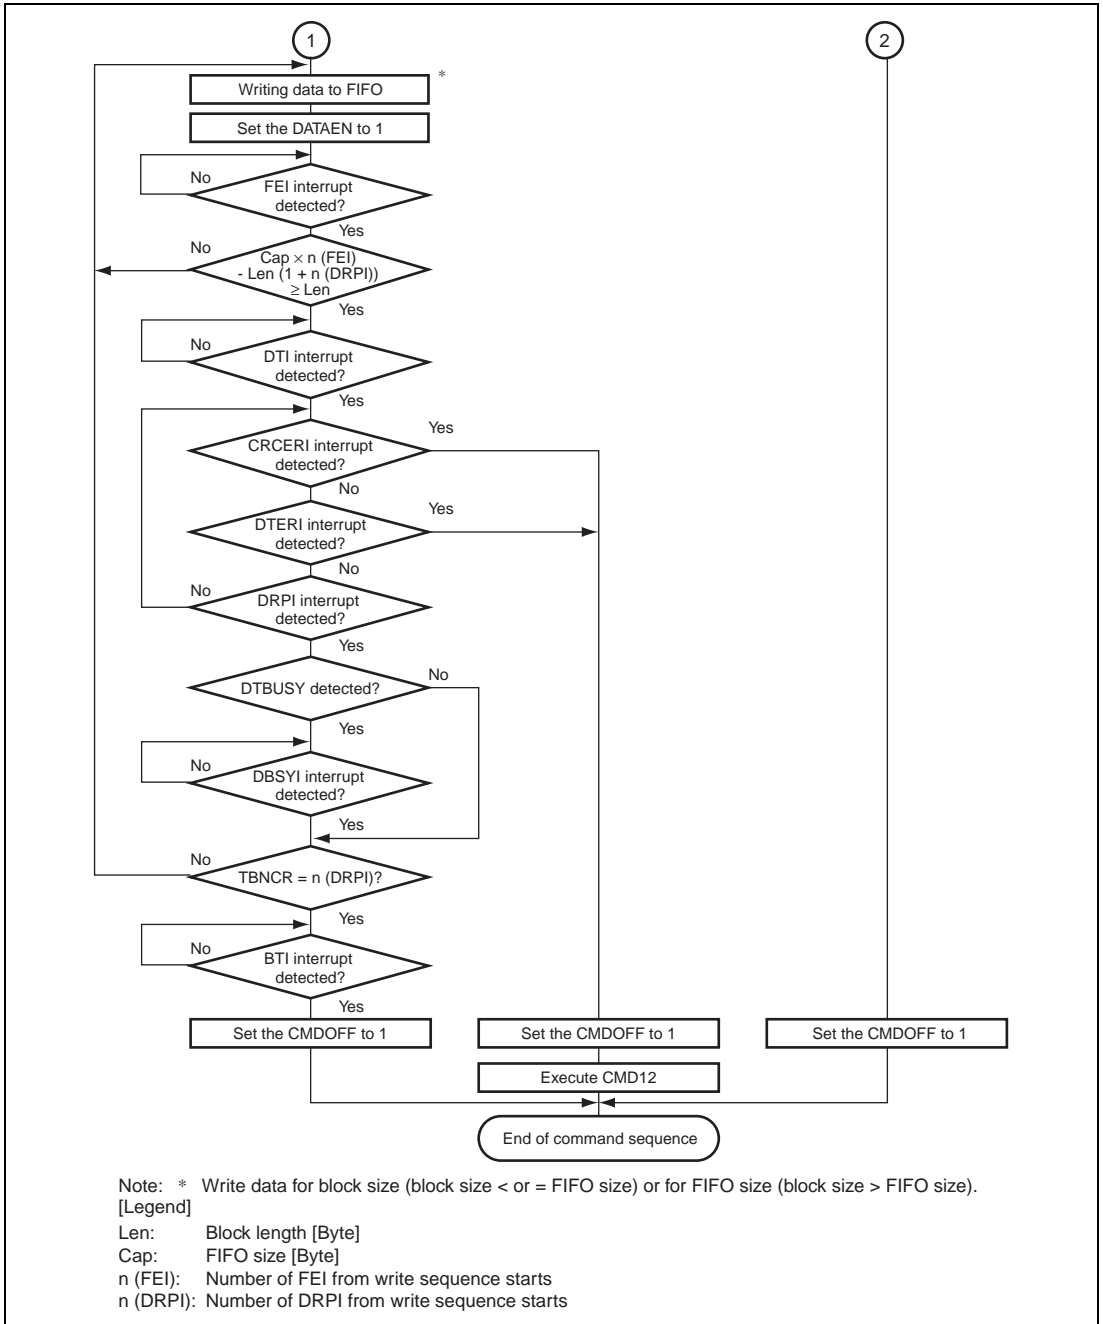 1
2
Writing data to FIFO
*
Set the DATAEN to 1
No
FEI interrupt
detected?
Yes
No
Cap × n (FEI)
- Len (1 + n (DRPI))
≥ Len
Yes
No
DTI interrupt
detected?
Yes
CRCERI interrupt
detected?
Yes
No
DTERI interrupt
detected?
Yes
No
No
DRPI interrupt
detected?
Yes
DTBUSY detected?
No
Yes
No
DBSYI interrupt
detected?
Yes
No
TBNCR = n (DRPI)?
Yes
No
BTI interrupt
detected?
Yes
Set the CMDOFF to 1
Set the CMDOFF to 1
Set the CMDOFF to 1
Execute CMD12
End of command sequence
Note: * Write data for block size (block size < or = FIFO size) or for FIFO size (block size > FIFO size).
[Legend]
Len: Block length [Byte]
Cap: FIFO size [Byte]
n (FEI): Number of FEI from write sequence starts
n (DRPI): Number of DRPI from write sequence starts